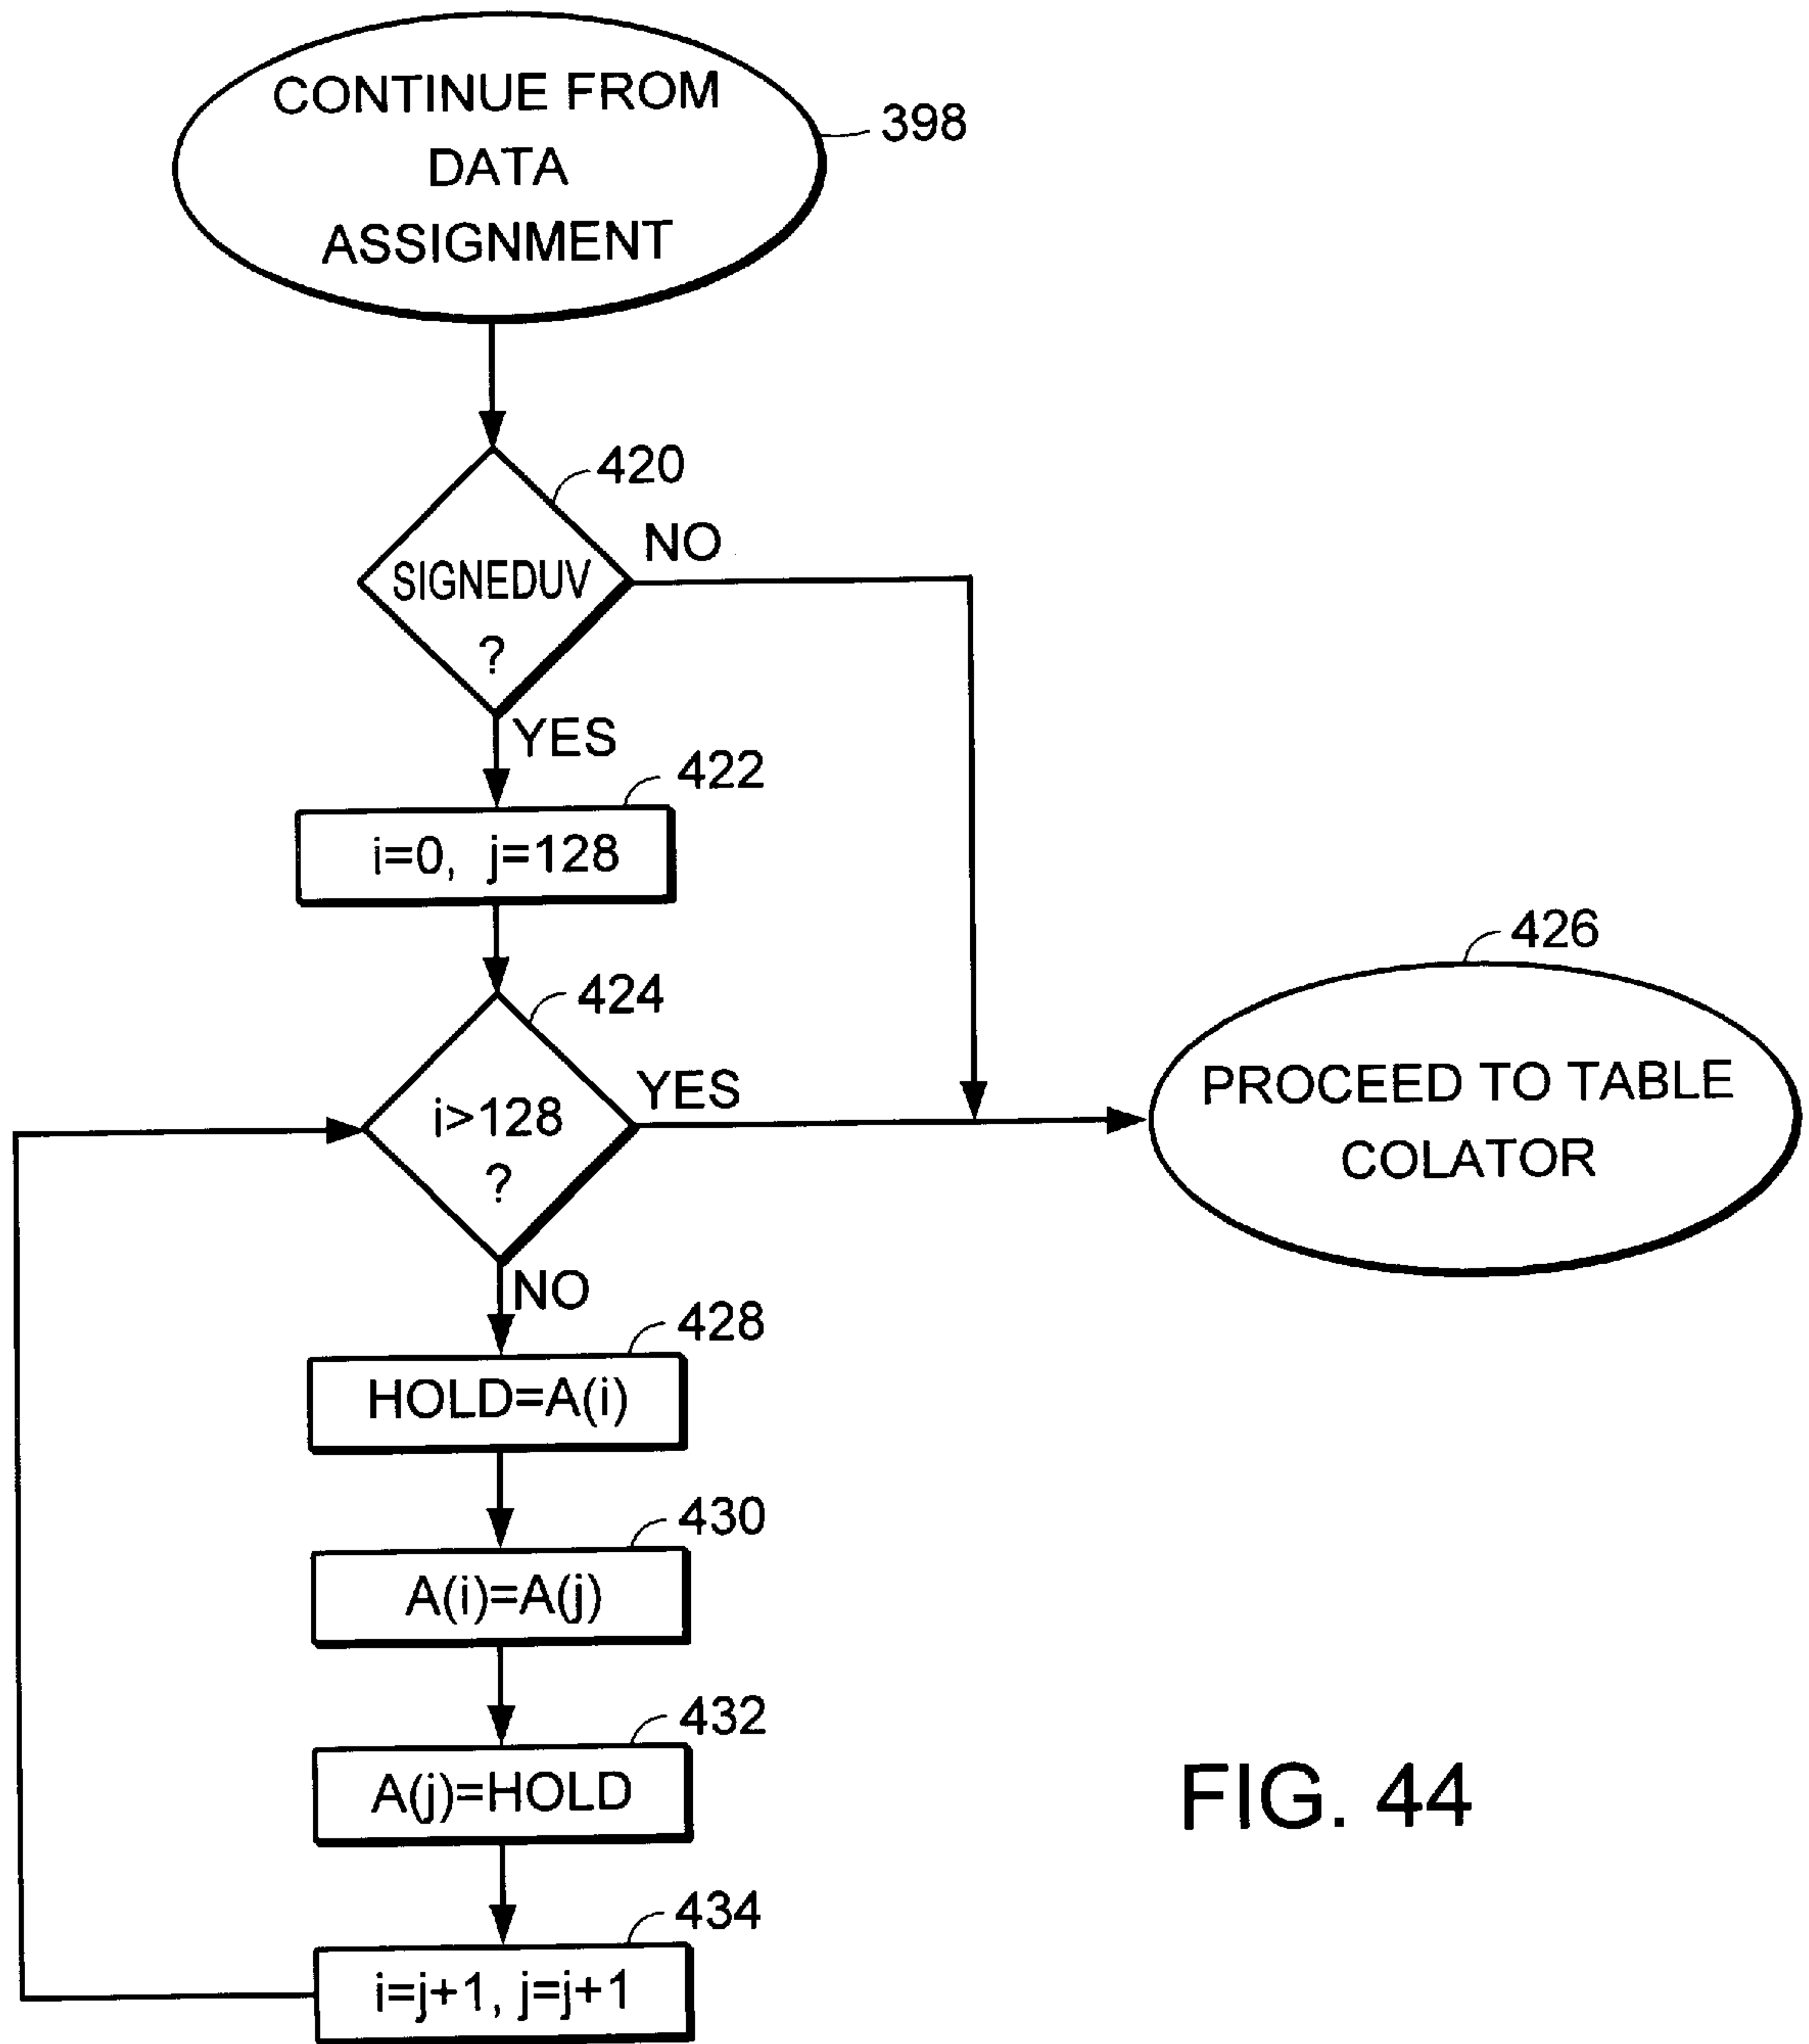 CONTINUE FROM
DATA
ASSIGNMENT
398
420
SIGNEDUV
?
NO
YES
422
i=0, j=128
424
i>128
?
YES
NO
426
PROCEED TO TABLE
COLATOR
428
HOLD=A(i)
430
A(i)=A(j)
432
A(j)=HOLD
434
i=j+1, j=j+1
FIG. 44